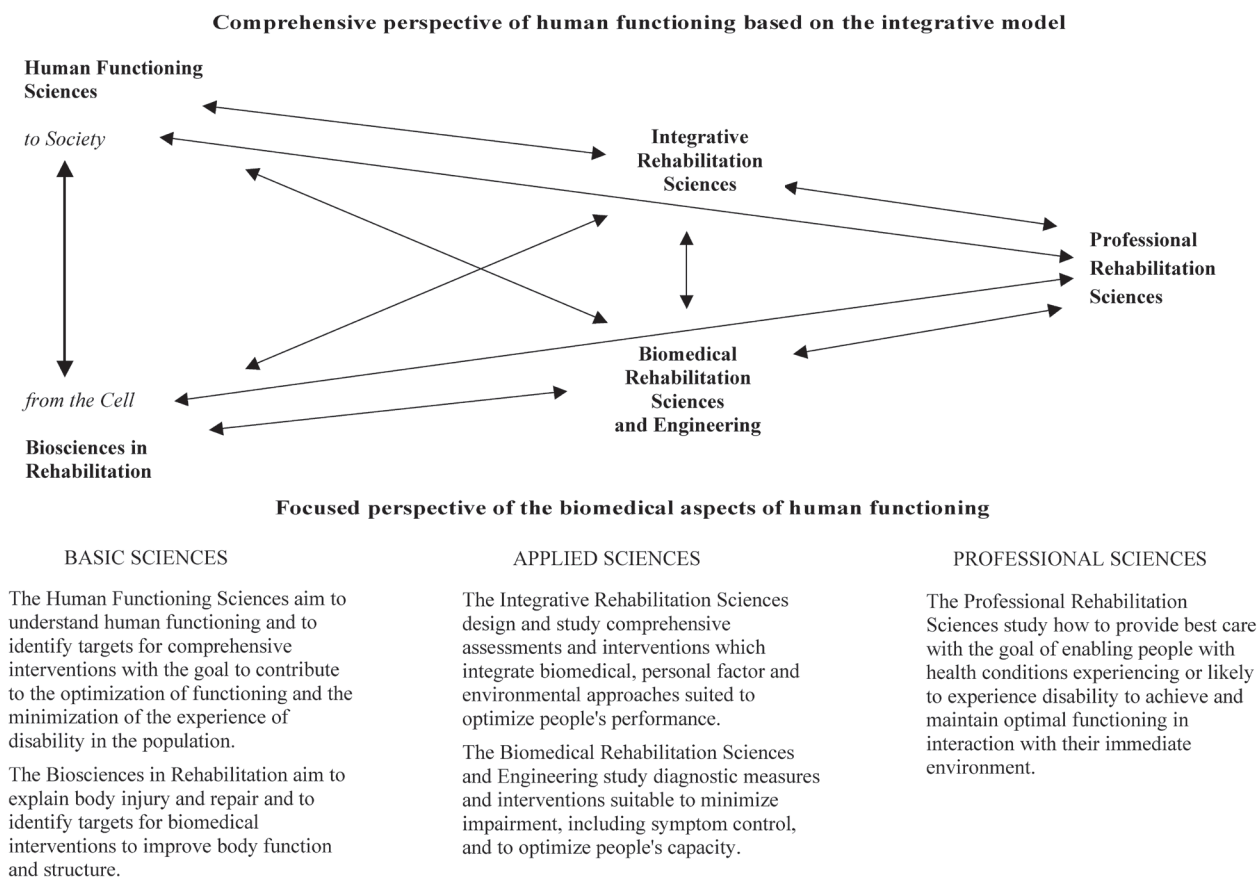 Comprehensive perspective of human functioning based on the integrative model
Human Functioning
Sciences
to Society
Integrative
Rehabilitation
Sciences
Professional
Rehabilitation
Sciences
Biomedical
Rehabilitation
Sciences
and Engineering
from the Cell
Biosciences in
Rehabilitation
Focused perspective of the biomedical aspects of human functioning
BASIC SCIENCES
The Human Functioning Sciences aim to
understand human functioning and to
identify targets for comprehensive
interventions with the goal to contribute
to the optimization of functioning and the
minimization of the experience of
disability in the population.
The Biosciences in Rehabilitation aim to
explain body injury and repair and to
identify targets for biomedical
interventions to improve body function
and structure.
APPLIED SCIENCES
The Integrative Rehabilitation Sciences
design and study comprehensive
assessments and interventions which
integrate biomedical, personal factor and
environmental approaches suited to
optimize people's performance.
The Biomedical Rehabilitation Sciences
and Engineering study diagnostic measures
and interventions suitable to minimize
impairment, including symptom control,
and to optimize people's capacity.
PROFESSIONAL SCIENCES
The Professional Rehabilitation
Sciences study how to provide best care
with the goal of enabling people with
health conditions experiencing or likely
to experience disability to achieve and
maintain optimal functioning in
interaction with their immediate
environment.